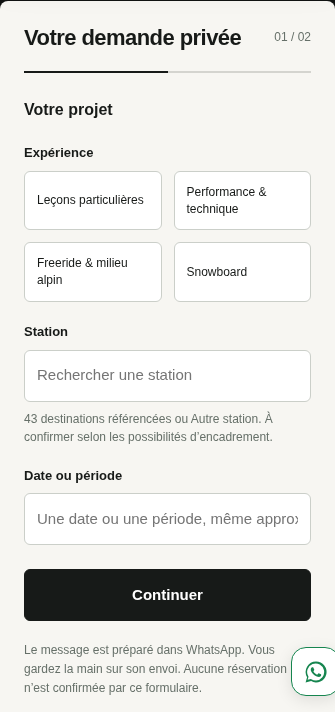 Votre demande privée
01 / 02
Votre projet
Expérience
Leçons particulières
Performance &
technique
Freeride & milieu
alpin
Snowboard
Station
Rechercher une station
43 destinations référencées ou Autre station. À
confirmer selon les possibilités d’encadrement.
Date ou période
Une date ou une période, même approx
Continuer
Le message est préparé dans WhatsApp. Vous
gardez la main sur son envoi. Aucune réservation
n’est confirmée par ce formulaire.